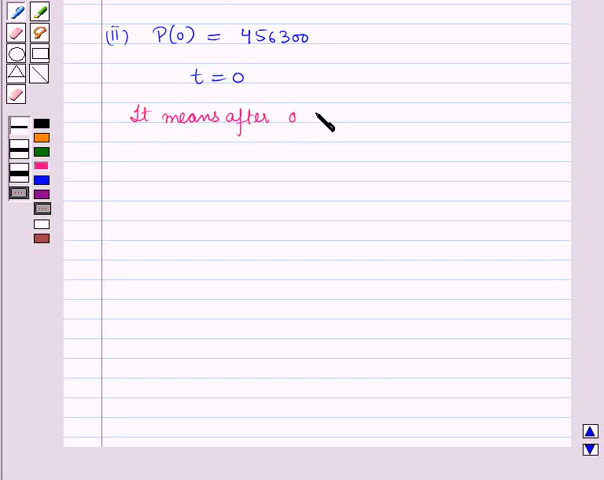 (ii) P(0) = 456300
t = 0
It means after 0